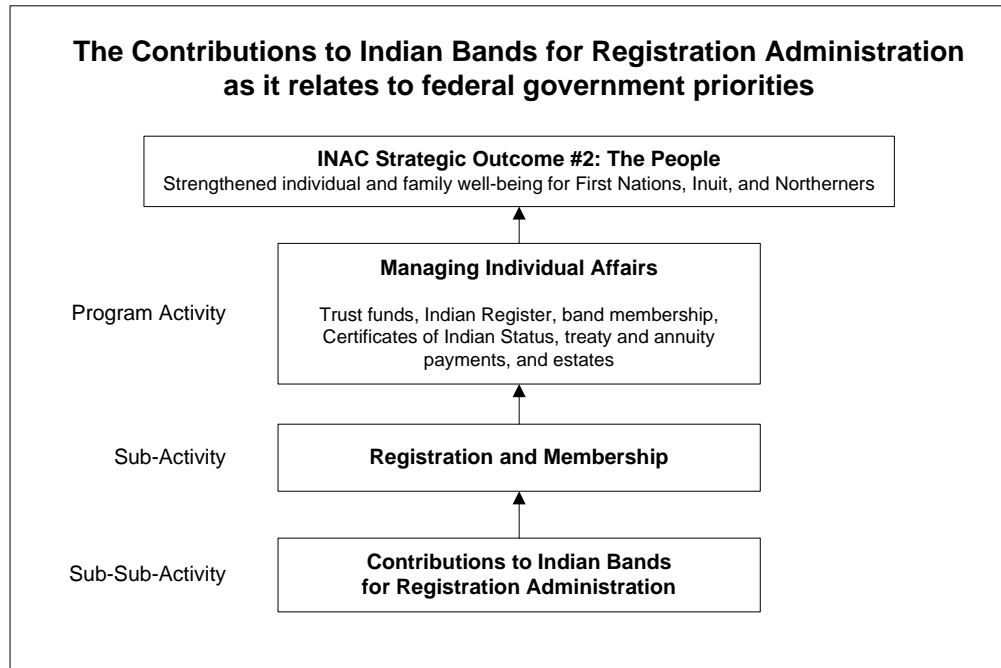 The Contributions to Indian Bands for Registration Administration
as it relates to federal government priorities
INAC Strategic Outcome #2: The People
Strengthened individual and family well-being for First Nations, Inuit, and Northerners
Program Activity
Managing Individual Affairs
Trust funds, Indian Register, band membership,
Certificates of Indian Status, treaty and annuity
payments, and estates
Sub-Activity
Registration and Membership
Sub-Sub-Activity
Contributions to Indian Bands
for Registration Administration